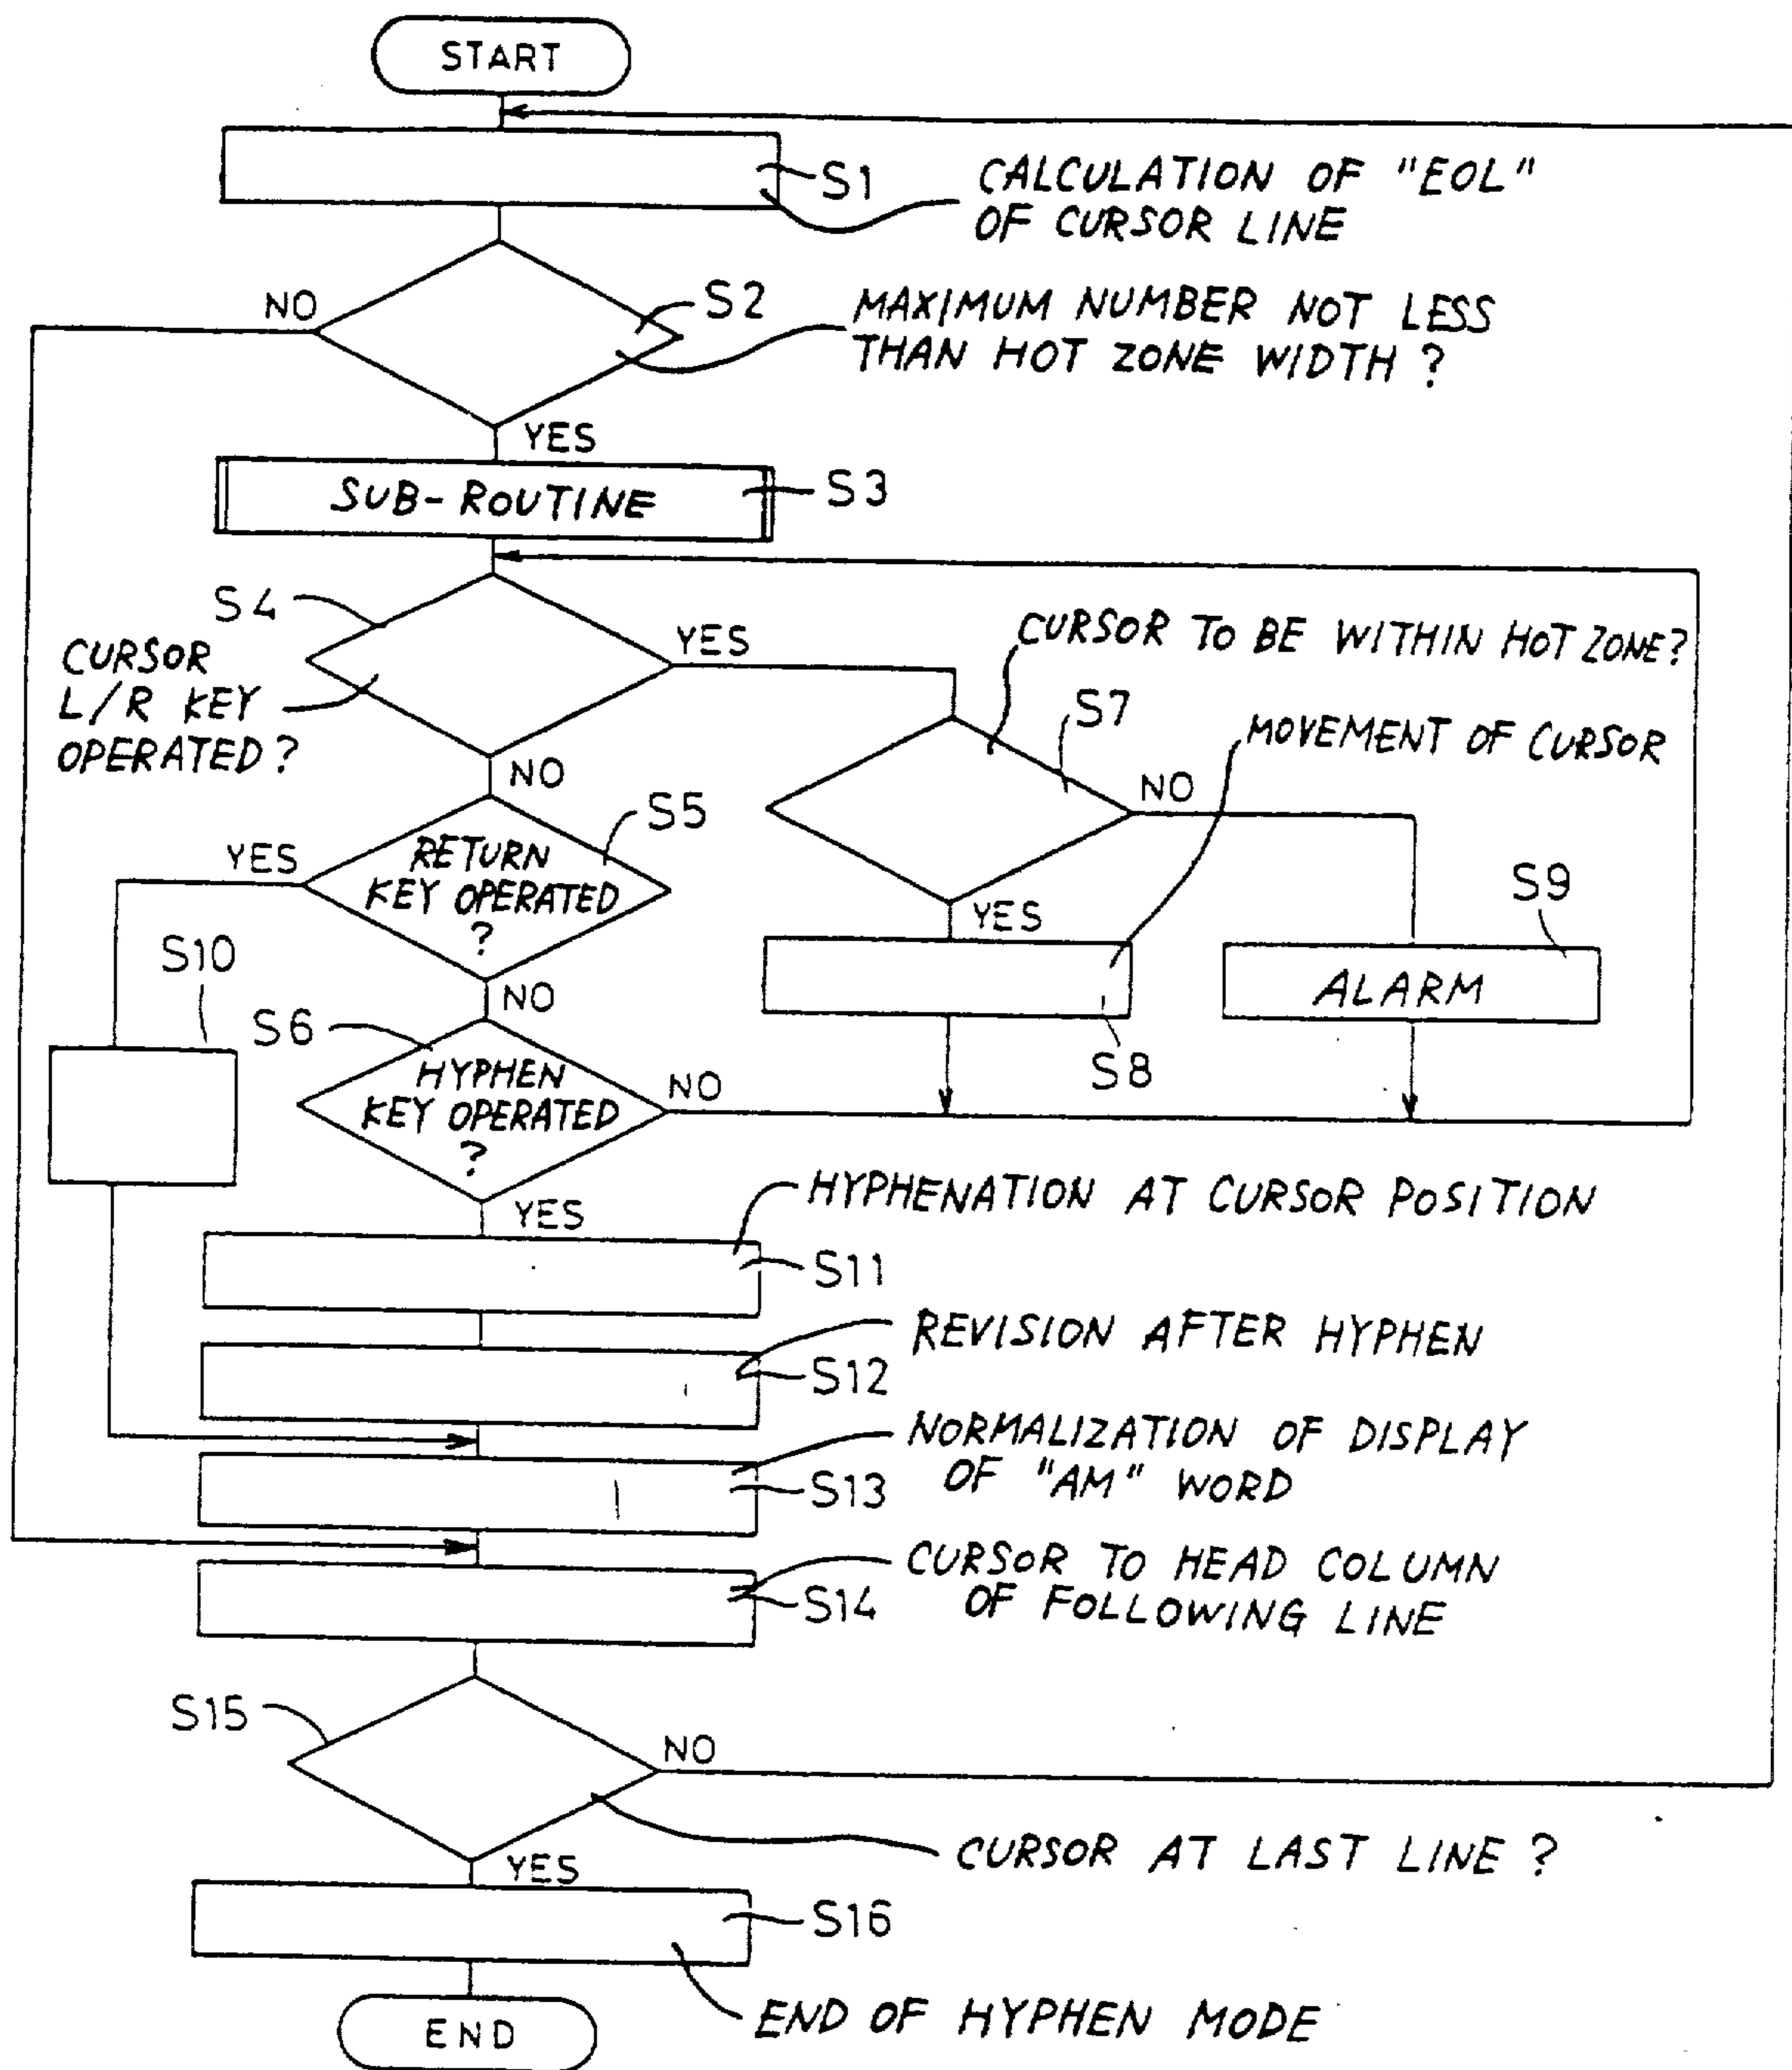 START
S1
CALCULATION OF "EOL"
OF CURSOR LINE
NO
S2
MAXIMUM NUMBER NOT LESS
THAN HOT ZONE WIDTH ?
YES
SUB-ROUTINE
S3
S4
CURSOR
L/R KEY
OPERATED ?
YES
CURSOR TO BE WITHIN HOT ZONE?
S7
MOVEMENT OF CURSOR
NO
NO
S5
YES
RETURN
KEY OPERATED
?
YES
S9
ALARM
S10
NO
S6
S8
HYPHEN
KEY OPERATED
?
NO
YES
HYPHENATION AT CURSOR POSITION
S11
REVISION AFTER HYPHEN
S12
NORMALIZATION OF DISPLAY
OF "AM" WORD
S13
CURSOR TO HEAD COLUMN
OF FOLLOWING LINE
S14
S15
NO
CURSOR AT LAST LINE ?
YES
S16
END OF HYPHEN MODE
END